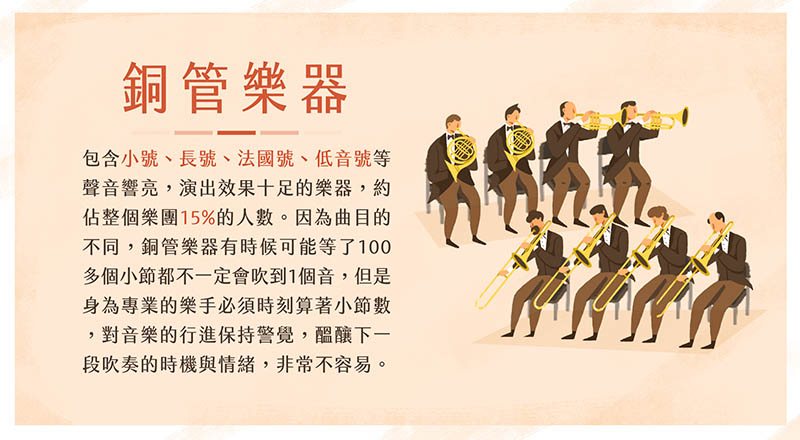 銅管樂器
包含小號、長號、法國號、低音號等
聲音響亮，演出效果十足的樂器，約
佔整個樂團15%的人數。因為曲目的
不同，銅管樂器有時候可能等了100
多個小節都不一定會吹到1個音，但是
身為專業的樂手必須時刻算著小節數
，對音樂的行進保持警覺，醞釀下一
段吹奏的時機與情緒，非常不容易。